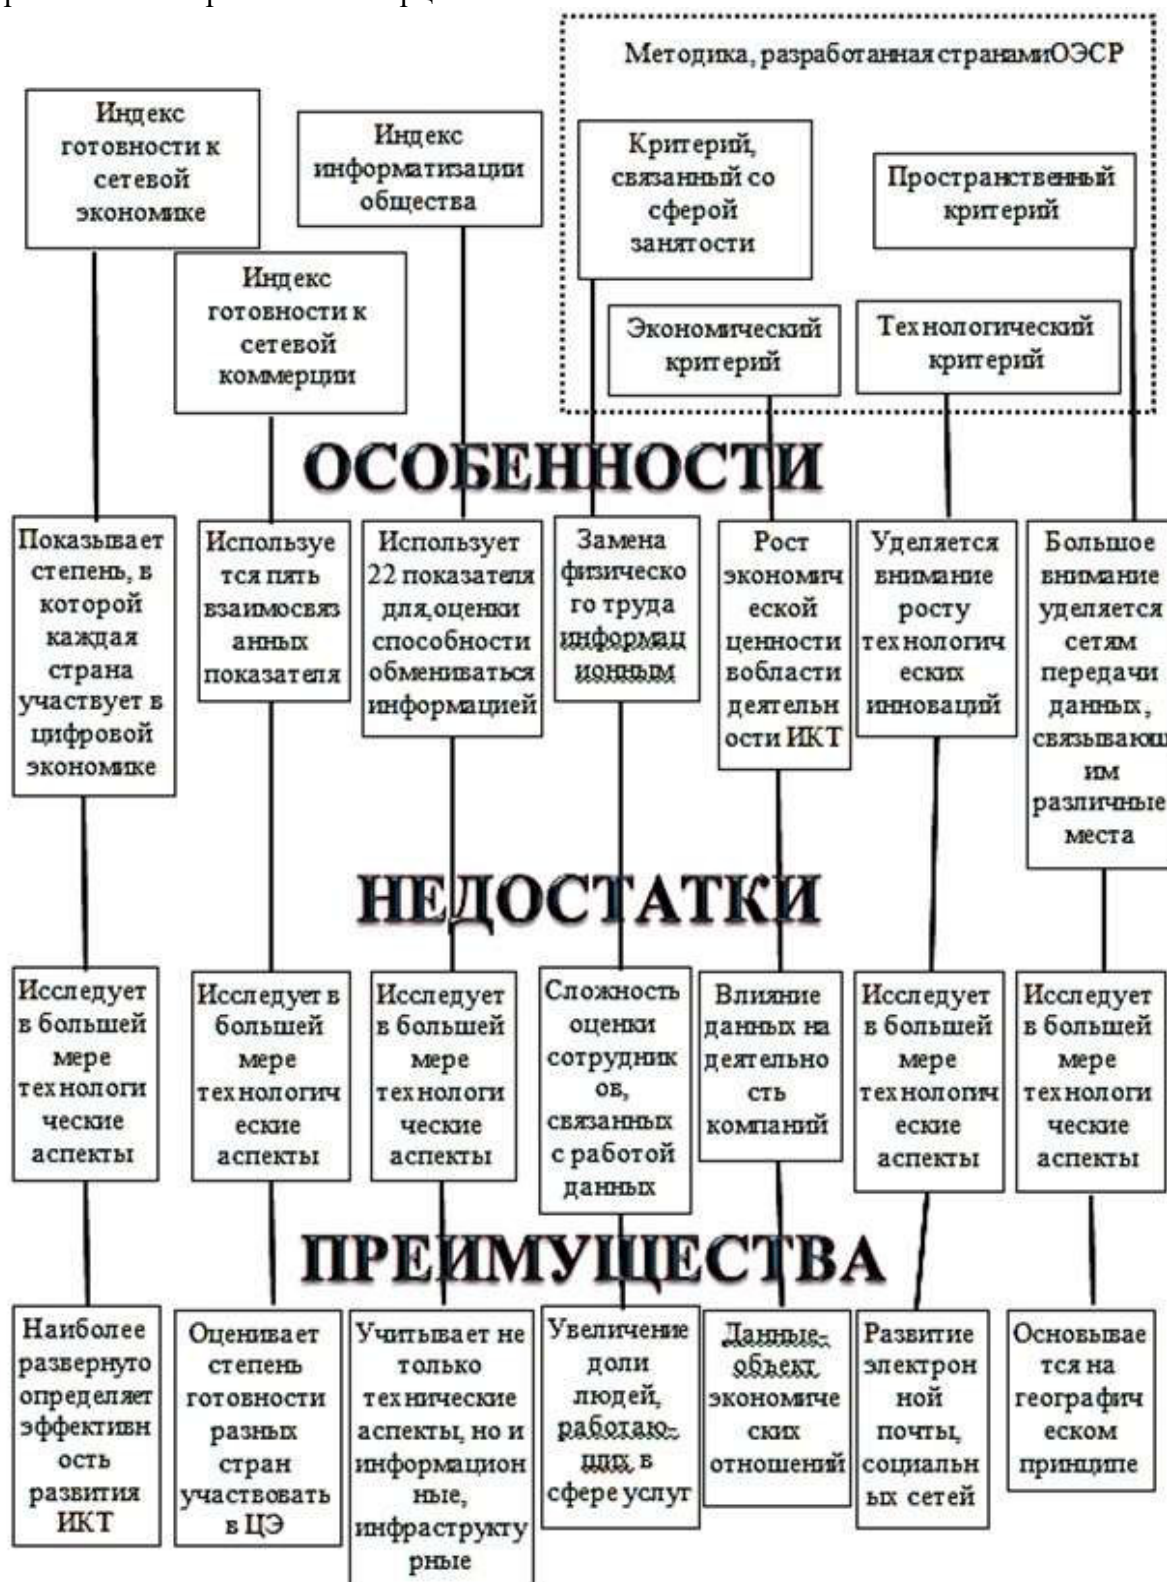 Методика, разработанная странамиОЭСР
Индекс
готовности к
сетевой
экономике
Индекс
информатизации
общества
Критерий,
связанный со
сферой
занятости
Пространственный
критерий
Индекс
готовности к
сетевой
коммерции
Экономический
критерий
Технологический
критерий
ОСОБЕННОСТИ
Показывает
степень, в
которой
каждая
страна
участвует в
цифровой
экономике
Используе
тся пять
взаимосвяз
анных
показателя
Использует
22 показателя
для,оценки
способности
обмениваться
информацией
Замена
физическо
го труда
информац
ионным
Рост
экономич
еской
ценности
вобласти
деятельн
ости ИКТ
Уделяется
внимание
росту
технологич
еских
инноваций
Большое
внимание
уделяется
сетям
передачи
данных,
связывающ
им
различные
места
НЕДОСТАТКИ
Исследует
в большей
мере
технологи
ческие
аспекты
Исследует в
большей
мере
технологич
еские
аспекты
Исследует
в большей
мере
технологи
ческие
аспекты
Сложность
оценки
сотрудник
ов,
связанных
с работой
данных
Влияние
данных на
деятельно
сть
компаний
Исследует
в большей
мере
технологич
еские
аспекты
Исследует
в большей
мере
технологи
ческие
аспекты
ПРЕИМУЩЕСТВА
Наиболее
развернуто
определяет
эффективн
ость
развития
ИКТ
Оценивает
степень
готовности
разных
стран
участвовать
в ЦЭ
Учитывает не
только
технические
аспекты, но и
информацион
ные,
инфраструкту
рные
Увеличение
доли
людей,
работаю-
щих в
сфере услуг
Данные-
объект
экономиче
ских
отношений
Развитие
электрон
ной
почты,
социальн
ых сетей
Основывае
тся на
географич
еском
принципе